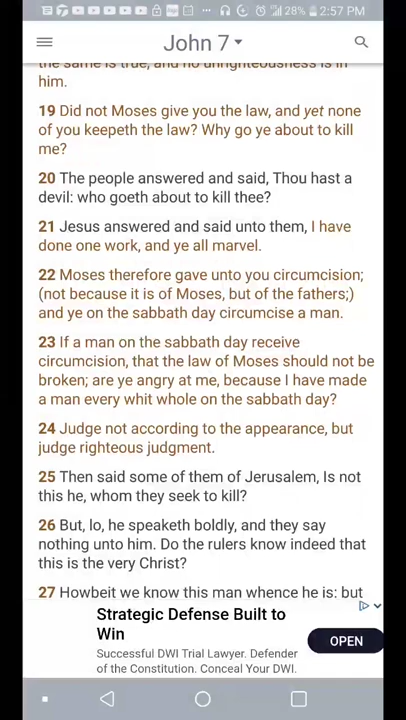 28% 2:57 PM
John 7
the same is true, and no unrighteousness is in
him.
19 Did not Moses give you the law, and yet none
of you keepeth the law? Why go ye about to kill
me?
20 The people answered and said, Thou hast a
devil: who goeth about to kill thee?
21 Jesus answered and said unto them, I have
done one work, and ye all marvel.
22 Moses therefore gave unto you circumcision;
(not because it is of Moses, but of the fathers;)
and ye on the sabbath day circumcise a man.
23 If a man on the sabbath day receive
circumcision, that the law of Moses should not be
broken; are ye angry at me, because I have made
a man every whit whole on the sabbath day?
24 Judge not according to the appearance, but
judge righteous judgment.
25 Then said some of them of Jerusalem, Is not
this he, whom they seek to kill?
26 But, lo, he speaketh boldly, and they say
nothing unto him. Do the rulers know indeed that
this is the very Christ?
27 Howbeit we know this man whence he is: but
Strategic Defense Built to
Win
Successful DWI Trial Lawyer. Defender
of the Constitution. Conceal Your DWI.
OPEN